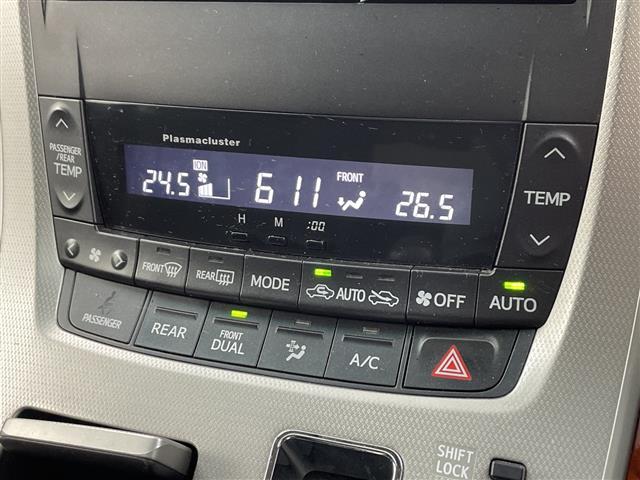 Plasmacluster
PASSENGER
/REAR
TEMP
ION
24.5
6 11
FRONT
26.5
TEMP
H M :00
FRONT
REAR
MODE
AUTO
OFF
AUTO
PASSENGER
REAR
FRONT
DUAL
A/C
SHIFT
LOCK